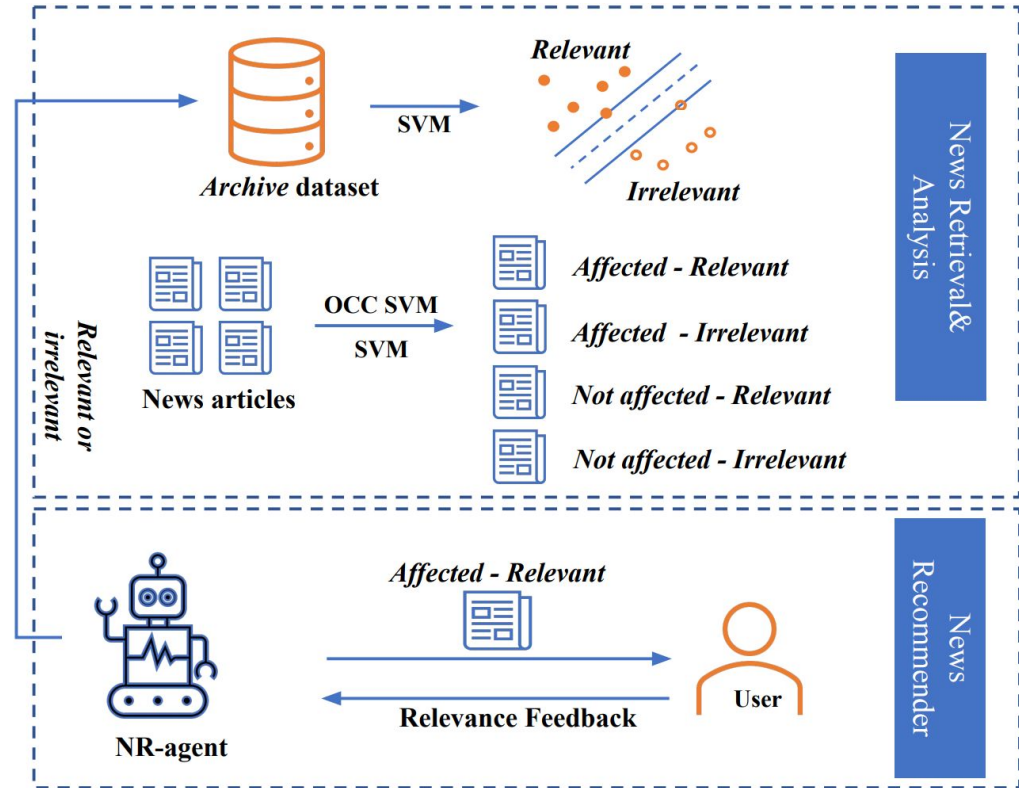 Relevant
SVM
Archive dataset
Irrelevant
News Retrieval&
Analysis
Affected - Relevant
OCC SVM
SVM
Affected - Irrelevant
Not affected - Relevant
News articles
Not affected - Irrelevant
Relevant or
irrelevant
Affected - Relevant
User
Relevance Feedback
NR-agent
News
Recommender